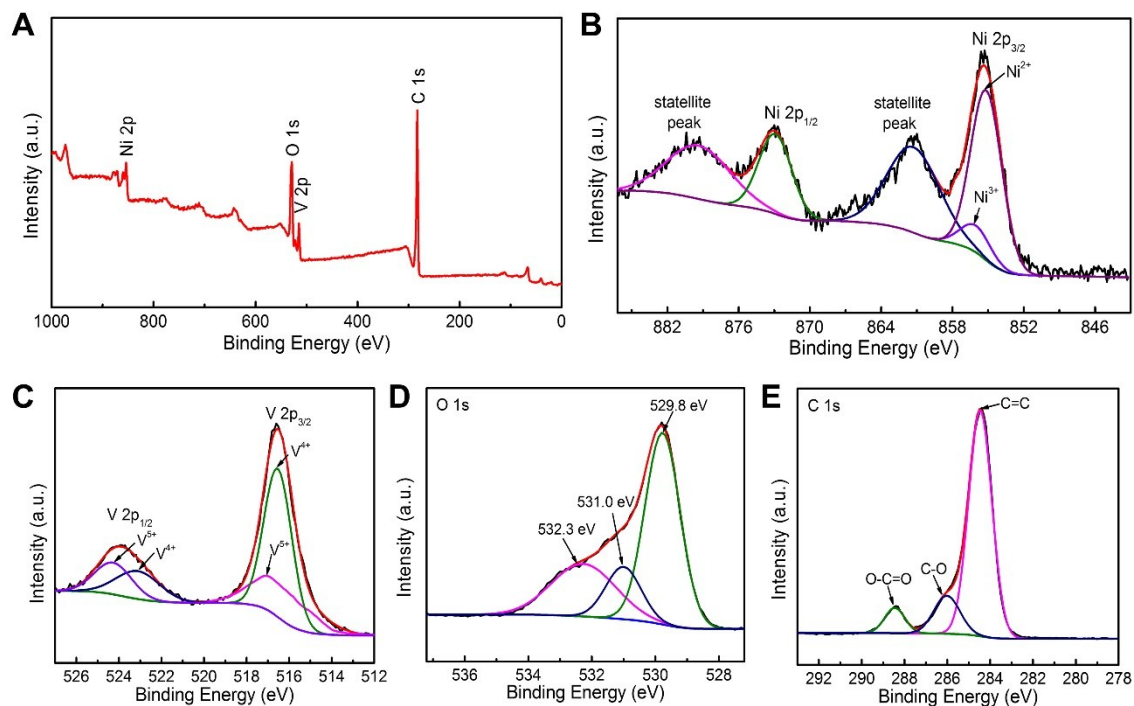 A
Intensity (a.u.)
Ni 2p
O 1s
V 2p
C 1s
1000 800 600 400 200 0
Binding Energy (eV)
B
Intensity (a.u.)
statellite
peak
Ni 2p1/2
statellite
peak
Ni 2p3/2
Ni2+
Ni3+
882 876 870 864 858 852 846
Binding Energy (eV)
C
Intensity (a.u.)
V 2p3/2
V4+
V 2p1/2
V5+
V4+
V5+
526 524 522 520 518 516 514 512
Binding Energy (eV)
D
O 1s
Intensity (a.u.)
529.8 eV
531.0 eV
532.3 eV
536 534 532 530 528
Binding Energy (eV)
E
C 1s
Intensity (a.u.)
C=C
C-O
O-C=O
292 290 288 286 284 282 280 278
Binding Energy (eV)